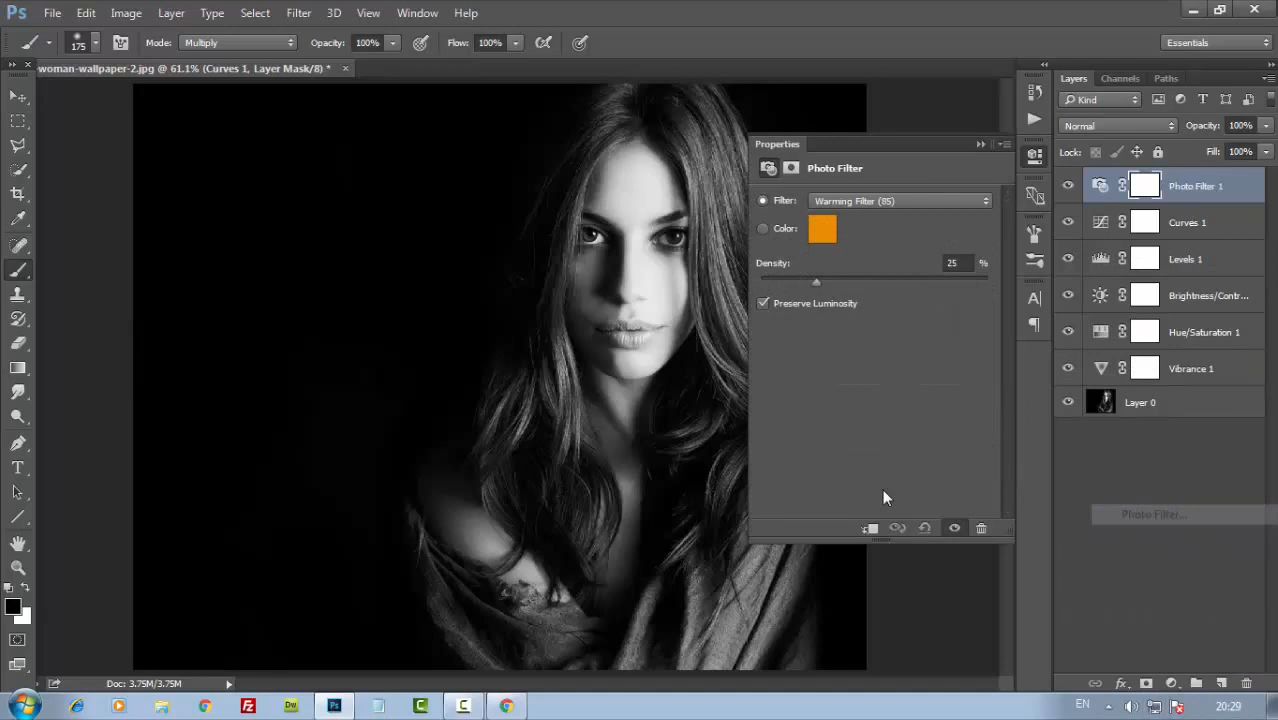 Ps File Edit Image Layer Type Select Filter 3D View Window Help
175 Mode: Multiply Opacity: 100% Flow: 100% Essentials
-woman-wallpaper-2.jpg @ 61.1% (Curves 1, Layer Mask/8) * ×
Layers Channels Paths
Kind
Normal Opacity: 100%
Lock: Fill: 100%
Properties
Photo Filter
Filter: Warming Filter (85)
Color:
Density: 25 %
Preserve Luminosity
Photo Filter 1
Curves 1
Levels 1
Brightness/Contr...
Hue/Saturation 1
Vibrance 1
Layer 0
Photo Filter...
Doc: 3.75M/3.75M
EN 20:29